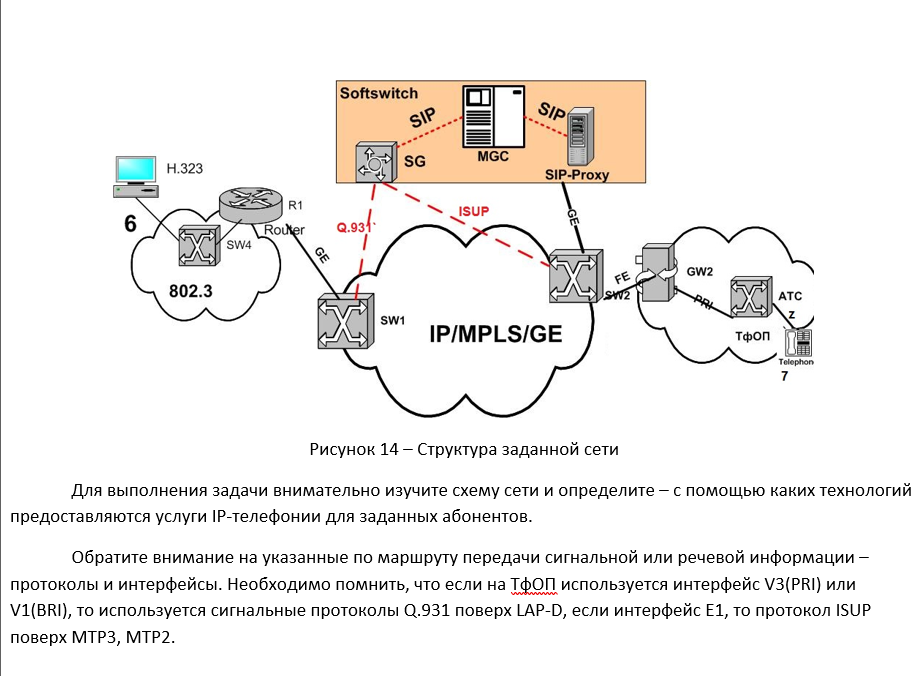 Softswitch
SIP
SIP
SG
MGC
SIP-Proxy
H.323
6
R1
Router
SW4
802.3
GE
Q.931`
ISUP
GE
SW1
IP/MPLS/GE
SW2
FE
GW2
PRI
АТС
Z
ТфОП
Telephon
7
Рисунок 14 – Структура заданной сети
Для выполнения задачи внимательно изучите схему сети и определите – с помощью каких технологий
предоставляются услуги IP-телефонии для заданных абонентов.
Обратите внимание на указанные по маршруту передачи сигнальной или речевой информации –
протоколы и интерфейсы. Необходимо помнить, что если на ТфОП используется интерфейс V3(PRI) или
V1(BRI), то используется сигнальные протоколы Q.931 поверх LAP-D, если интерфейс E1, то протокол ISUP
поверх MTP3, MTP2.